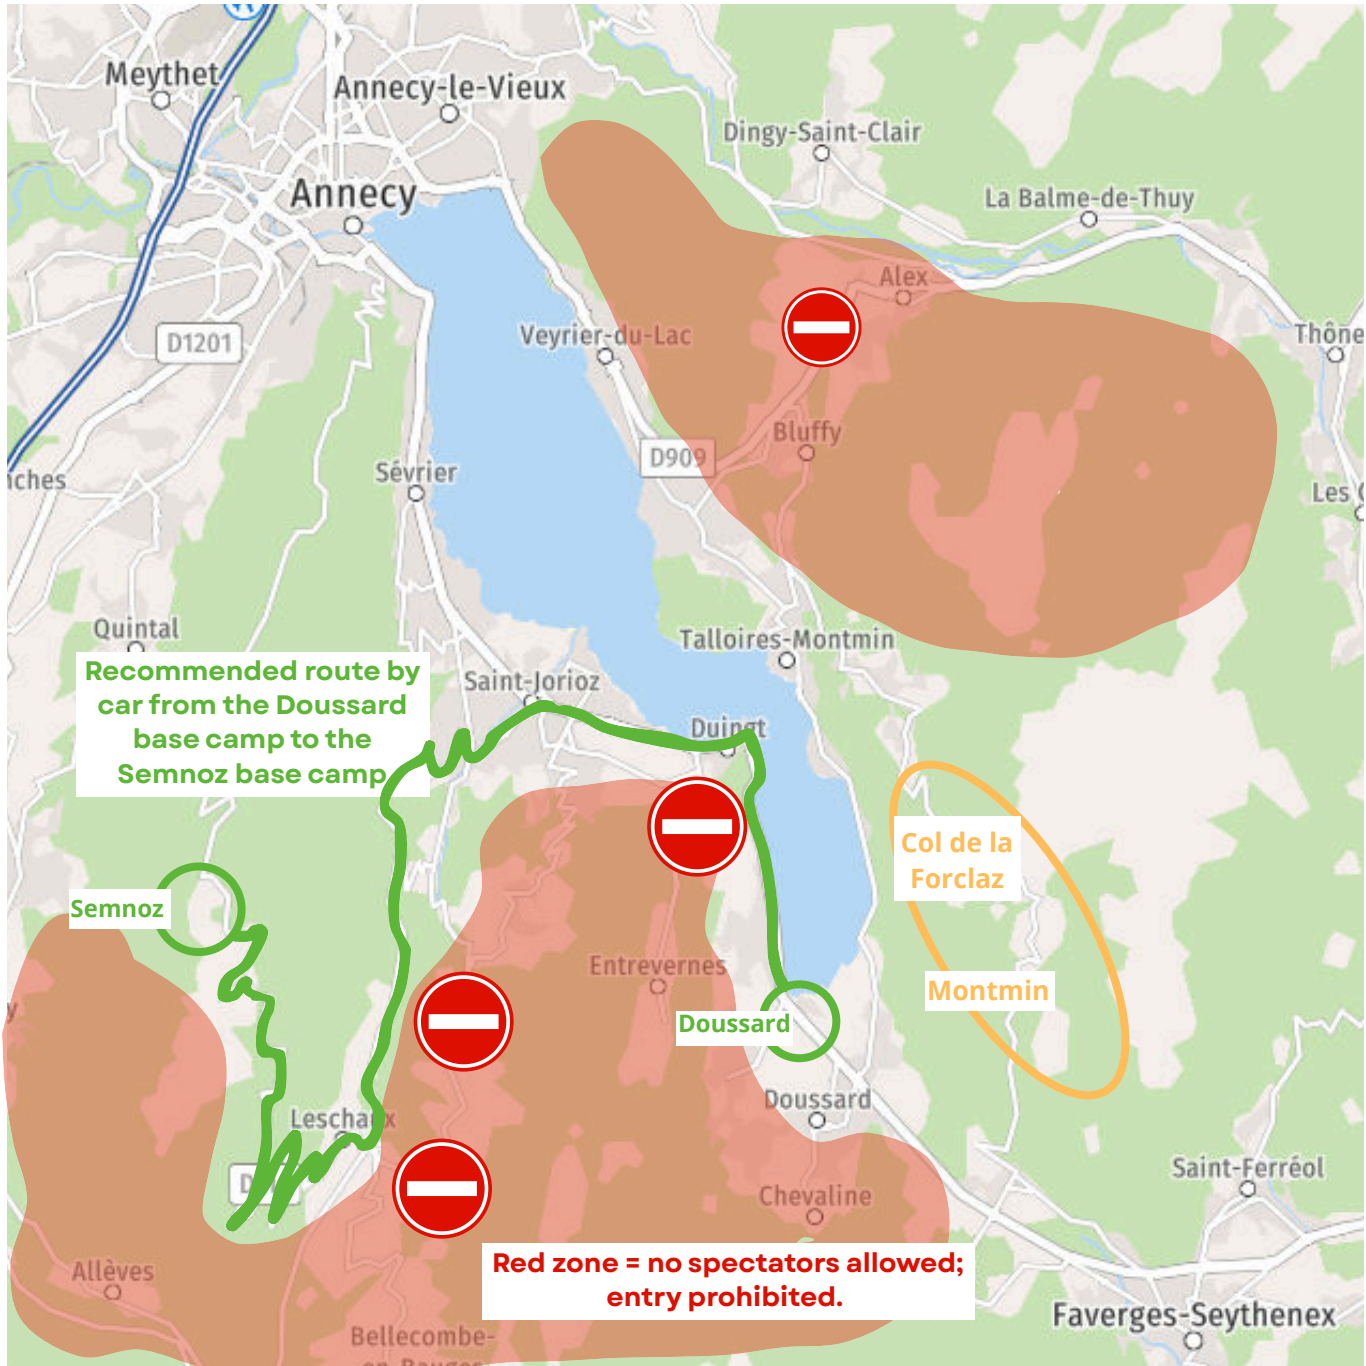 Meythet
Annecy-le-Vieux
Dingy-Saint-Clair
Annecy
La Balme-de-Thuy
Alex
D1201
Veyrier-du-Lac
Thône
Bluffy
D909
Sévrier
nches
Les
Quintal
Talloires-Montmin
Recommended route by
car from the Doussard
base camp to the
Semnoz base camp
Saint-Jorioz
Duingt
Col de la
Forclaz
Semnoz
Entrevernes
Montmin
Doussard
y
Doussard
Leschaux
D
Saint-Ferréol
Chevaline
Allèves
Red zone = no spectators allowed;
entry prohibited.
Faverges-Seythenex
Bellecombe-
en-Bauges